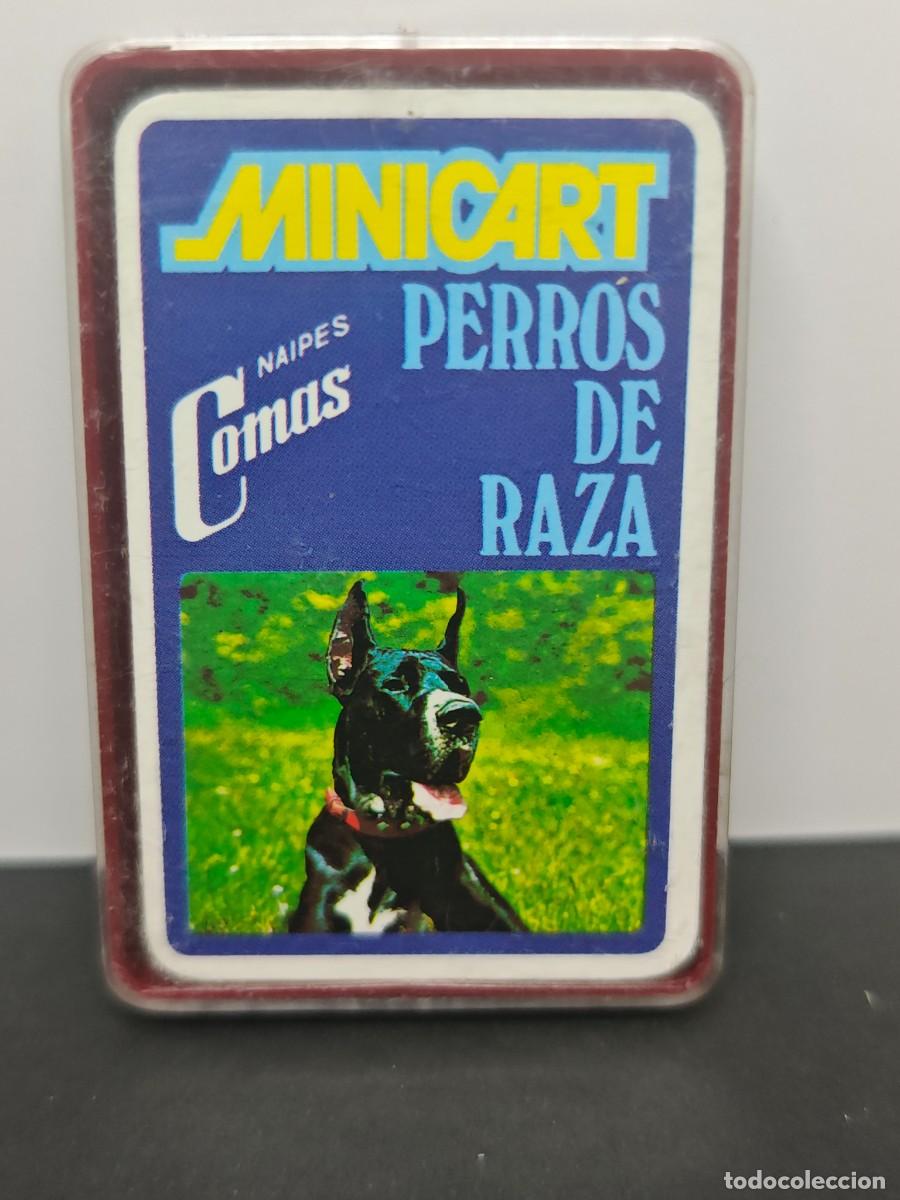 MINICART
PERROS
DE
RAZA
NAIPES
Comas
todocoleccion